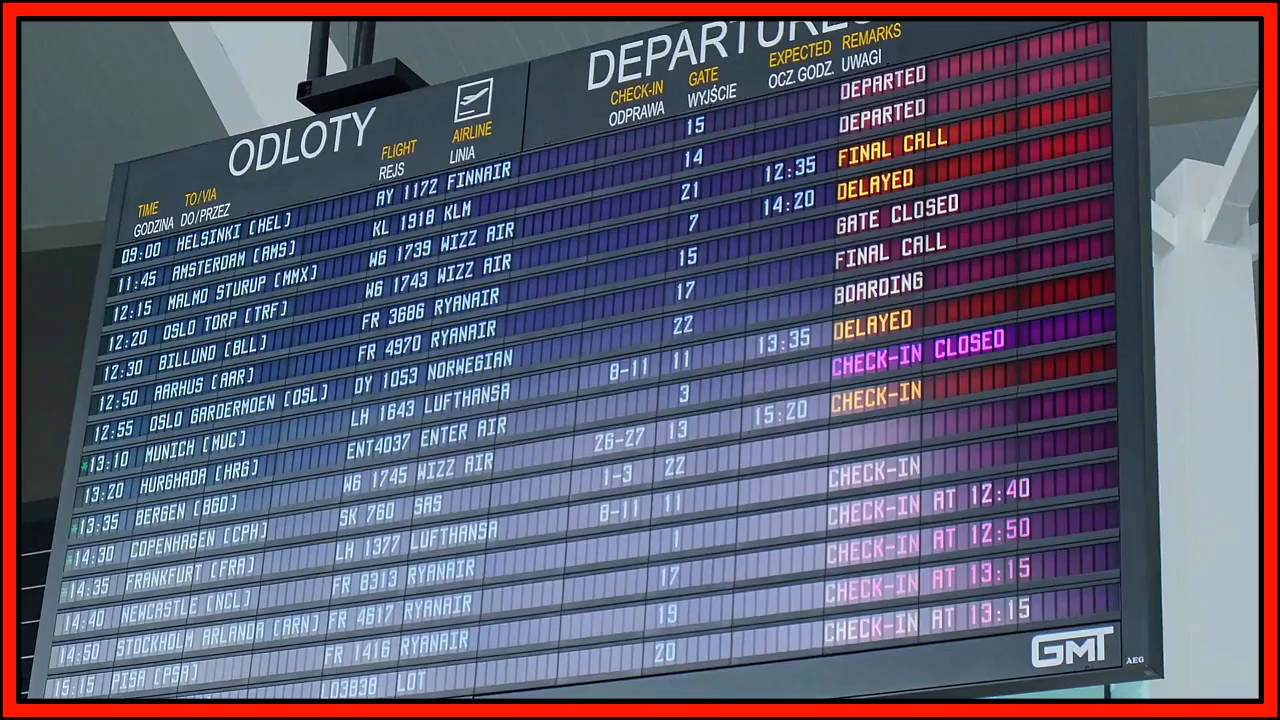 ODLOTY DEPARTURES
TIME TO/VIA FLIGHT AIRLINE CHECK-IN GATE EXPECTED REMARKS
GODZINA DO/PRZEZ REJS LINIA ODPRAWA WYJŚCIE OCZ. GODZ. UWAGI
09:00 HELSINKI [HEL] AY 1172 FINNAIR 15 DEPARTED
11:45 AMSTERDAM [AMS] KL 1918 KLM 14 DEPARTED
12:15 MALMO STURUP [MMX] W6 1739 WIZZ AIR 21 12:35 FINAL CALL
12:20 OSLO TORP [TRF] W6 1743 WIZZ AIR 7 14:20 DELAYED
12:30 BILLUND [BLL] FR 3686 RYANAIR 15 GATE CLOSED
12:50 AARHUS [AAR] FR 4970 RYANAIR 17 FINAL CALL
12:55 OSLO GARDERMOEN [OSL] DY 1053 NORWEGIAN 22 BOARDING
*13:10 MUNICH [MUC] LH 1643 LUFTHANSA 8-11 11 13:35 DELAYED
13:20 HURGHADA [HRG] ENT4037 ENTER AIR 3 CHECK-IN CLOSED
*13:35 BERGEN [BGO] W6 1745 WIZZ AIR 26-27 13 15:20 CHECK-IN
*14:30 COPENHAGEN [CPH] SK 760 SAS 1-3 22
*14:35 FRANKFURT [FRA] LH 1377 LUFTHANSA 8-11 11 CHECK-IN
14:40 NEWCASTLE [NCL] FR 8313 RYANAIR 1 CHECK-IN AT 12:40
14:50 STOCKHOLM ARLANDA [ARN] FR 4617 RYANAIR 17 CHECK-IN AT 12:50
15:15 PISA [PSA] FR 1416 RYANAIR 19 CHECK-IN AT 13:15
LO3838 LOT 20 CHECK-IN AT 13:15
GMT
AEG